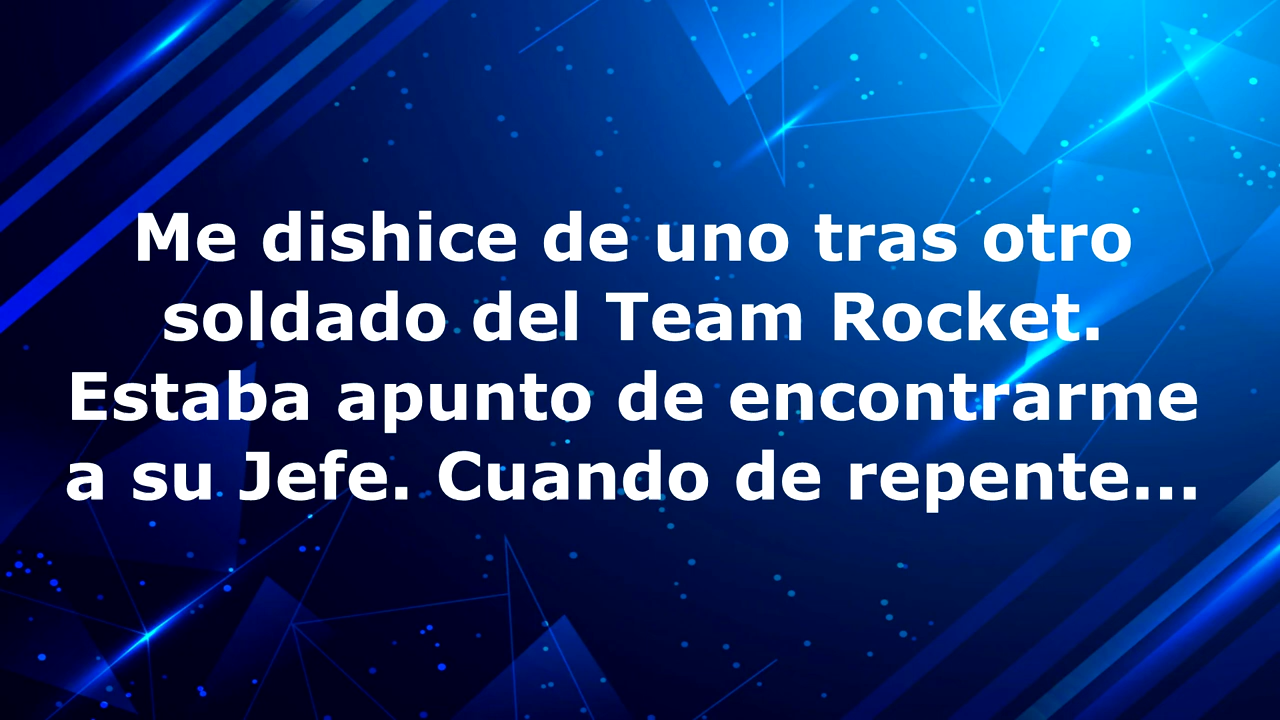 Me dishice de uno tras otro
soldado del Team Rocket.
Estaba apunto de encontrarme
a su Jefe. Cuando de repente...